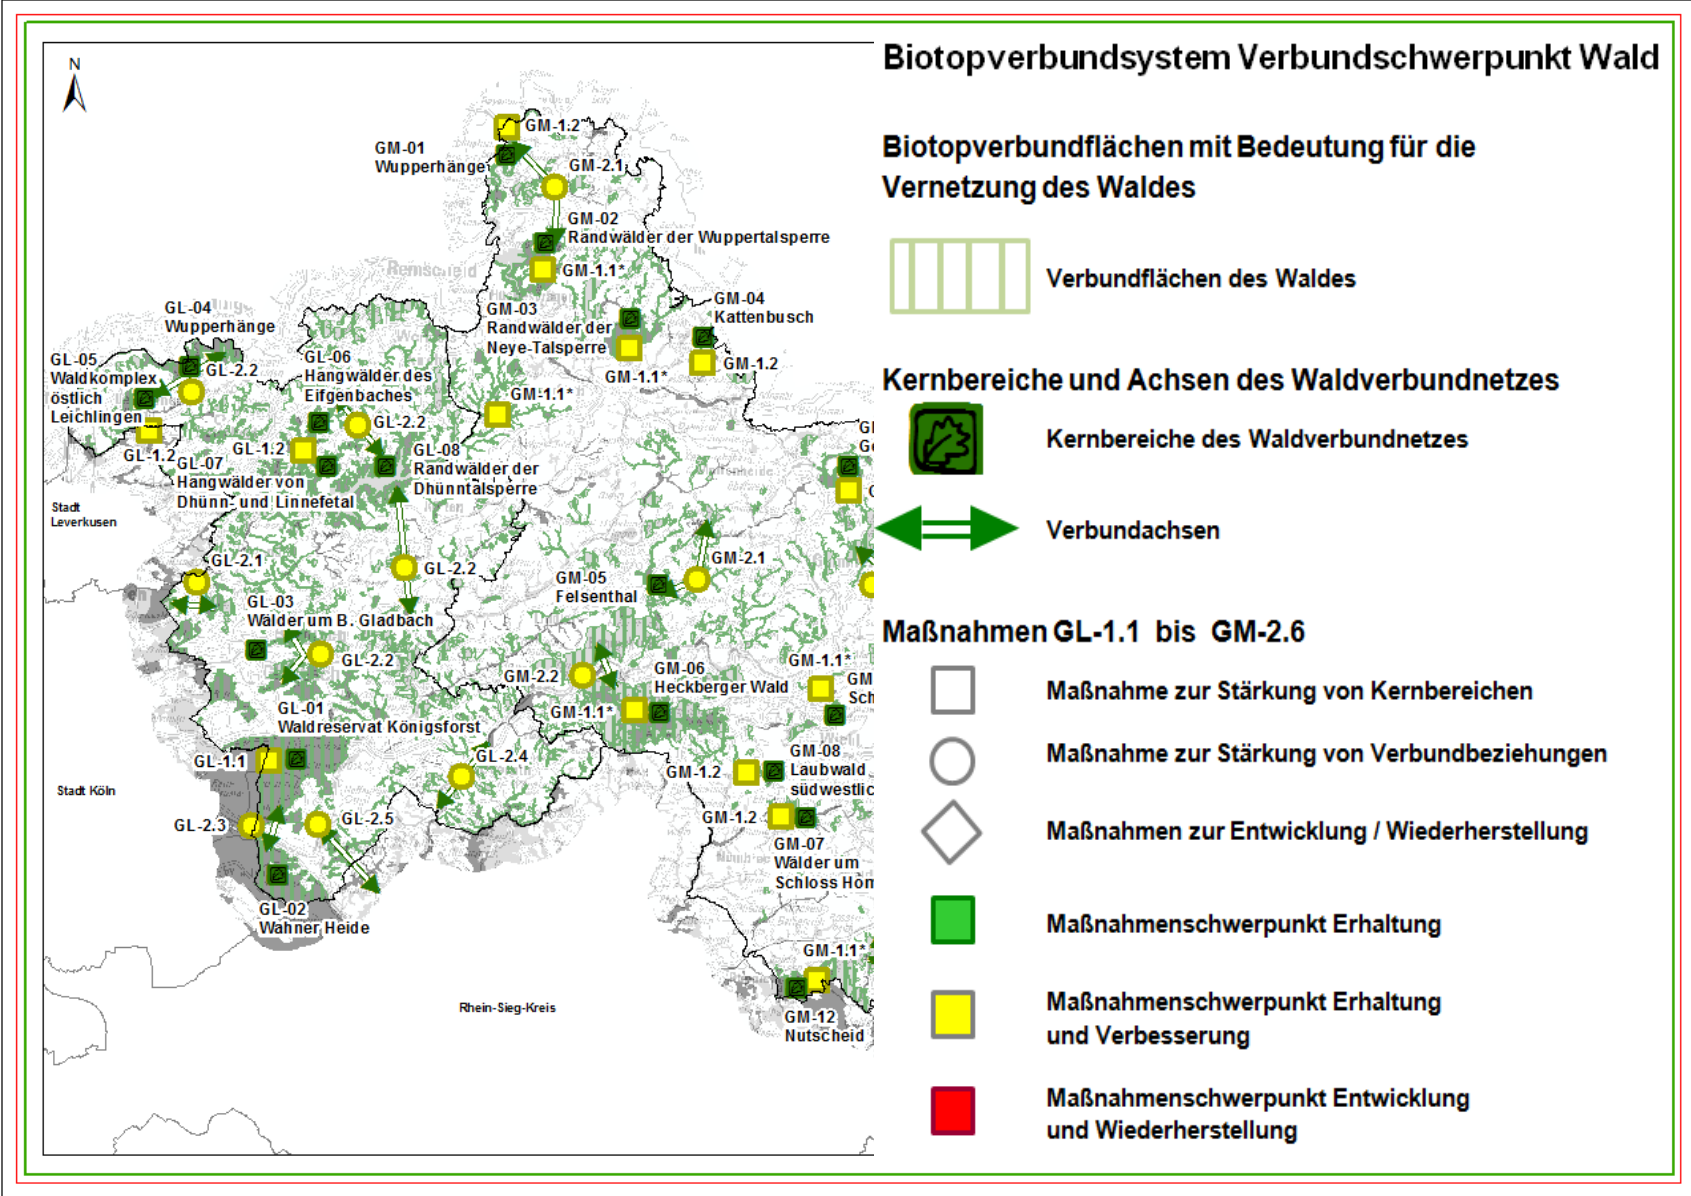 N
GM-1.2
GM-01
Wupperhänge
GM-2.1
GM-02
Randwälder der Wuppertalsperre
Remscheid
GM-1.1*
GM-03
Randwälder der
Neye-Talsperre
GM-04
Kattenbusch
GM-1.1*
GM-1.2
GL-04
Wupperhänge
GL-05
Waldkomplex
östlich
Leichlingen
GL-2.2
GL-06
Hangwälder des
Eifgenbaches
GM-1.1*
GL-2.2
GL-1.2
GL-1.2
GL-07
Hangwälder von
Dhünn- und Linnefetal
GL-08
Randwälder der
Dhünntalsperre
Stadt
Leverkusen
GL-2.1
GL-2.2
GM-2.1
GM-05
Felsenthal
GL-03
Wälder um B. Gladbach
GL-2.2
GM-2.2
GM-06
Heckberger Wald
GM-1.1*
GM-1.1*
GM
Sch
GL-01
Waldreservat Königsforst
GL-1.1
GL-2.4
GM-1.2
GM-08
Laubwald
südwestlic
Stadt Köln
GL-2.3
GL-2.5
GM-1.2
GM-07
Wälder um
Schloss Hom
GL-02
Wahner Heide
GM-1.1*
Rhein-Sieg-Kreis
GM-12
Nutscheid
Biotopverbundsystem Verbundschwerpunkt Wald
Biotopverbundflächen mit Bedeutung für die
Vernetzung des Waldes
Verbundflächen des Waldes
Kernbereiche und Achsen des Waldverbundnetzes
Kernbereiche des Waldverbundnetzes
Verbundachsen
Maßnahmen GL-1.1 bis GM-2.6
Maßnahme zur Stärkung von Kernbereichen
Maßnahme zur Stärkung von Verbundbeziehungen
Maßnahmen zur Entwicklung / Wiederherstellung
Maßnahmenschwerpunkt Erhaltung
Maßnahmenschwerpunkt Erhaltung
und Verbesserung
Maßnahmenschwerpunkt Entwicklung
und Wiederherstellung